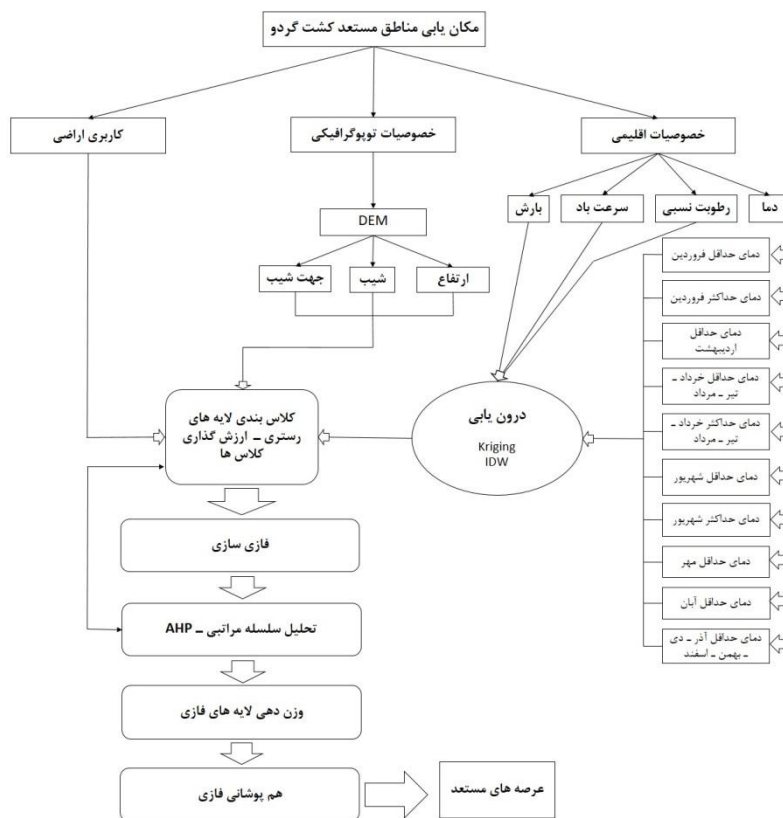 مکان یابی مناطق مستعد کشت گردو
خصوصیات اقلیمی
خصوصیات توپوگرافیکی
کاربری اراضی
دما
رطوبت نسبی
سرعت باد
بارش
DEM
ارتفاع
شیب
جهت شیب
دمای حداقل فروردین
دمای حداکثر فروردین
دمای حداقل
اردیبهشت
دمای حداقل خرداد ـ
تیر ـ مرداد
دمای حداکثر خرداد ـ
تیر ـ مرداد
دمای حداقل شهریور
دمای حداکثر شهریور
دمای حداقل مهر
دمای حداقل آبان
دمای حداقل آذر ـ دی
ـ بهمن ـ اسفند
درون یابی
Kriging
IDW
کلاس بندی لایه های
رستری ـ ارزش گذاری
کلاس ها
فازی سازی
تحلیل سلسله مراتبی ـ AHP
وزن دهی لایه های فازی
هم پوشانی فازی
عرصه های مستعد